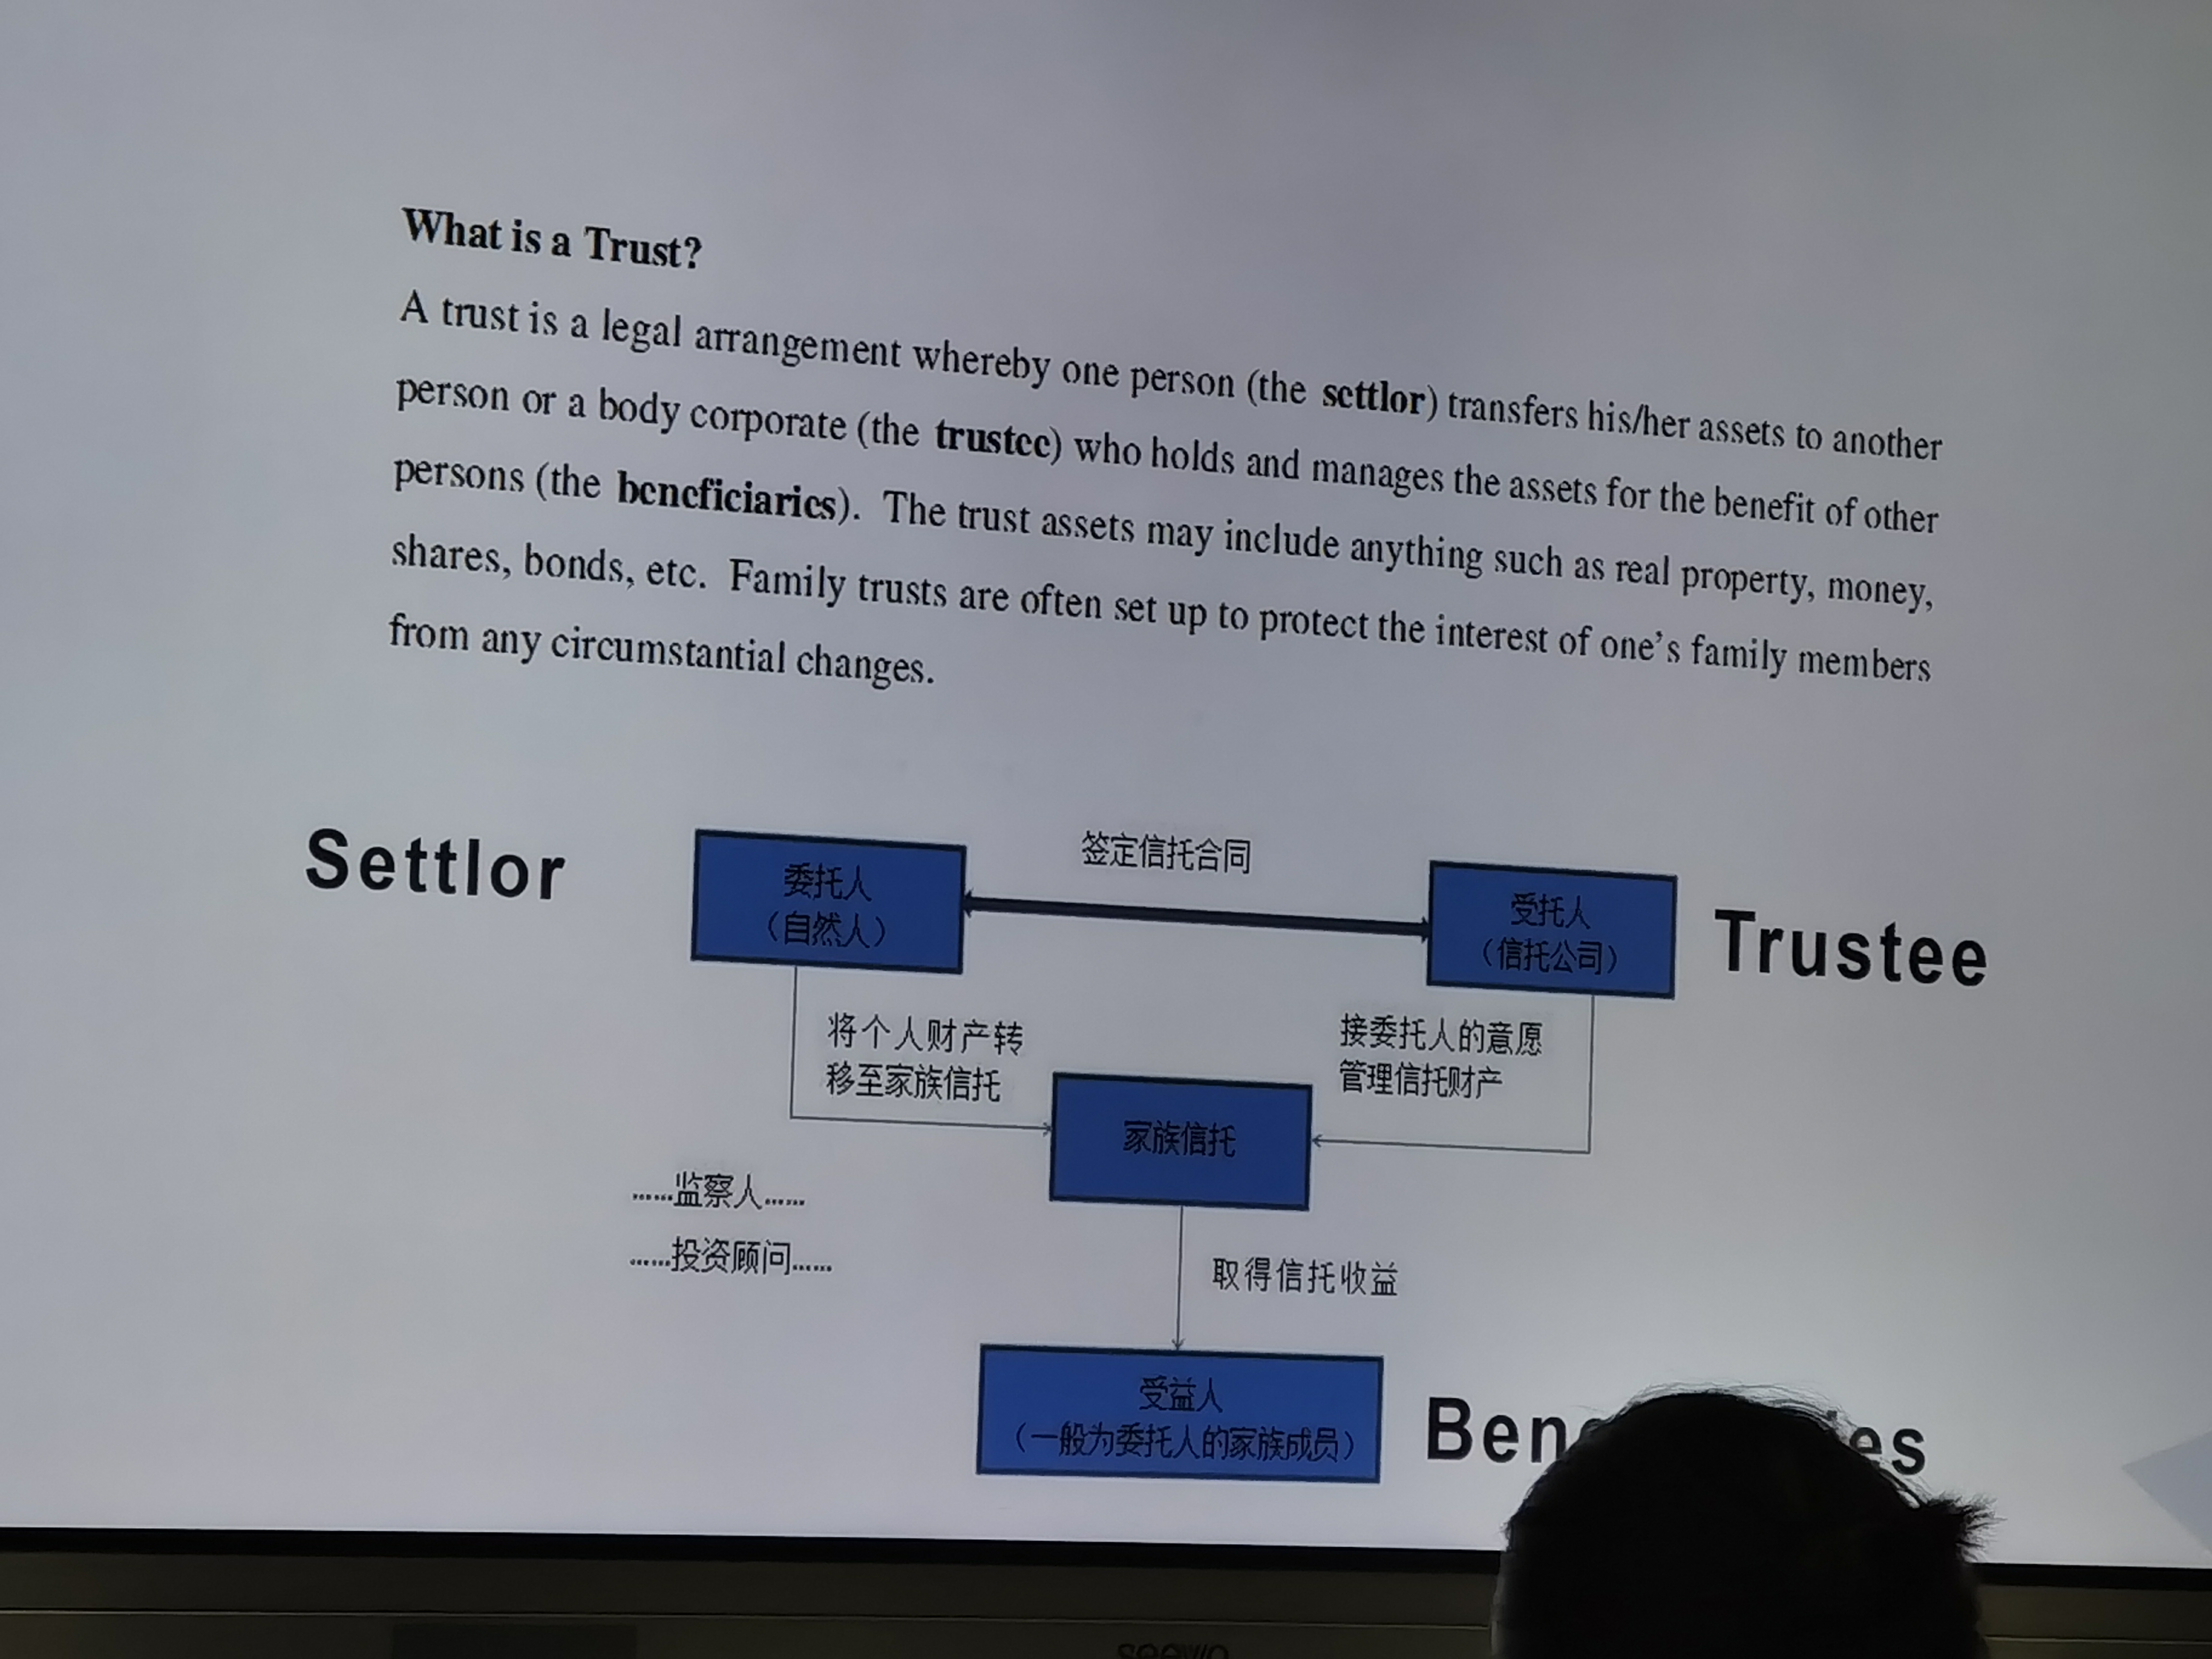 What is a Trust?
A trust is a legal arrangement whereby one person (the settlor) transfers his/her assets to another
person or a body corporate (the trustee) who holds and manages the assets for the benefit of other
persons (the beneficiaries). The trust assets may include anything such as real property, money,
shares, bonds, etc. Family trusts are often set up to protect the interest of one's family members
from any circumstantial changes.
Settlor
委托人
（自然人）
签定信托合同
受托人
（信托公司）
Trustee
将个人财产转
移至家族信托
接委托人的意愿
管理信托财产
家族信托
......监察人......
......投资顾问......
取得信托收益
受益人
（一般为委托人的家族成员）